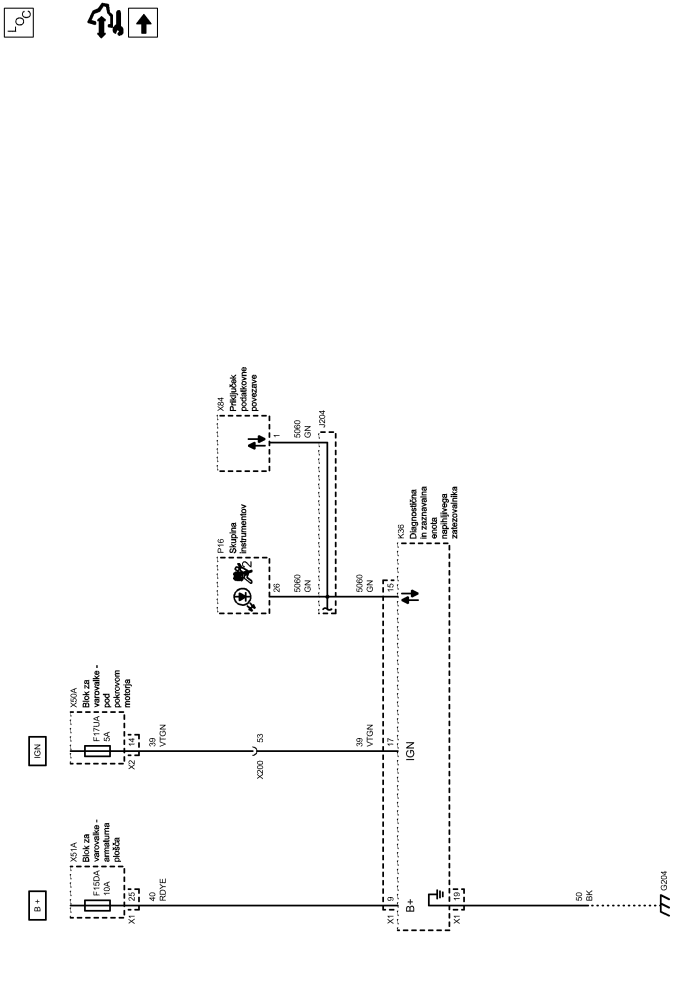 LOC
B +
IGN
X51A
Blok za
varovalke -
armaturna
plošča
F15DA
10A
X1
25
40
RDYE
X50A
Blok za
varovalke -
pod
pokrovom
motorja
F17UA
5A
X2
14
39
VTGN
X200
53
39
VTGN
P16
Skupina
instrumentov
26
5060
GN
X84
Priključek
podatkovne
povezave
1
5060
GN
J204
5060
GN
K36
Diagnostična
in zaznavalna
enota
napihljivega
zatezovalnika
X1
9
17
15
B+
IGN
X1
19
50
BK
G204